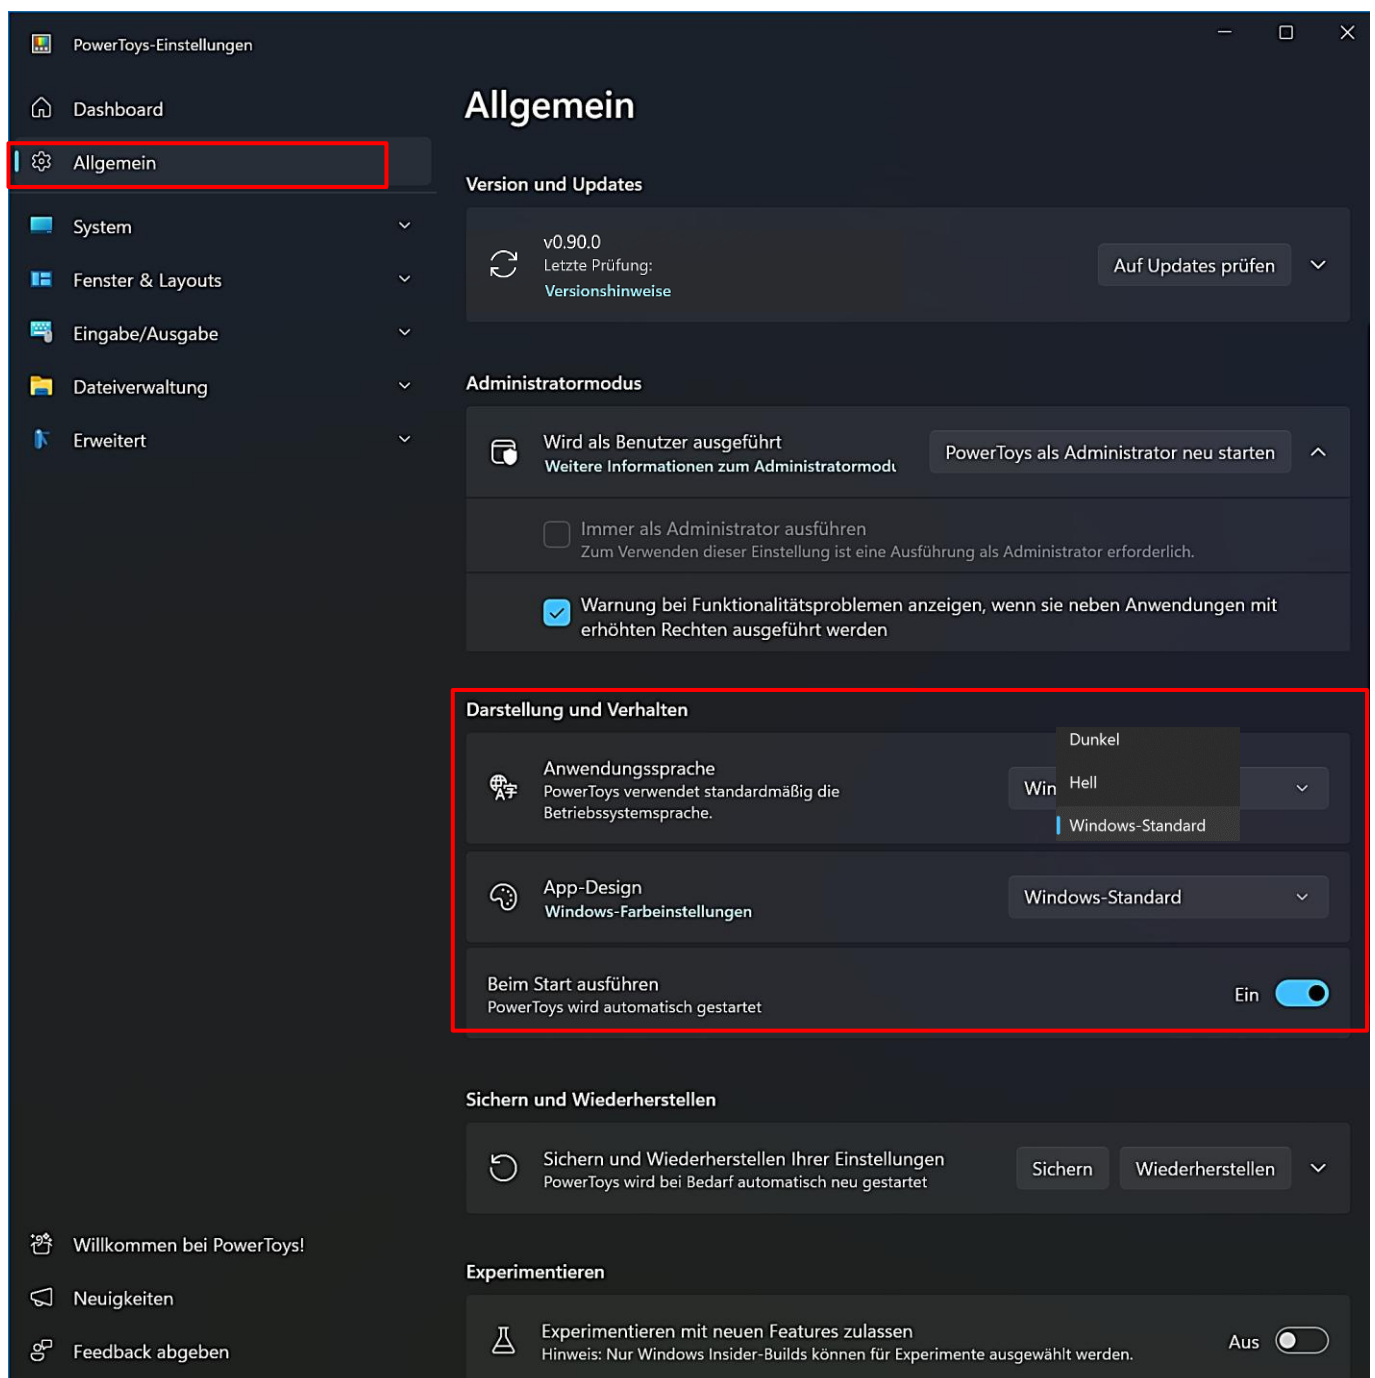 PowerToys-Einstellungen
Dashboard
Allgemein
System
Fenster & Layouts
Eingabe/Ausgabe
Dateiverwaltung
Erweitert
Willkommen bei PowerToys!
Neuigkeiten
Feedback abgeben
Allgemein
Version und Updates
v0.90.0
Letzte Prüfung:
Versionshinweise
Auf Updates prüfen
Administratormodus
Wird als Benutzer ausgeführt
Weitere Informationen zum Administratormodu
PowerToys als Administrator neu starten
Immer als Administrator ausführen
Zum Verwenden dieser Einstellung ist eine Ausführung als Administrator erforderlich.
Warnung bei Funktionalitätsproblemen anzeigen, wenn sie neben Anwendungen mit
erhöhten Rechten ausgeführt werden
Darstellung und Verhalten
Anwendungssprache
PowerToys verwendet standardmäßig die
Betriebssystemsprache.
Win
Dunkel
Hell
Windows-Standard
App-Design
Windows-Farbeinstellungen
Windows-Standard
Beim Start ausführen
PowerToys wird automatisch gestartet
Ein
Sichern und Wiederherstellen
Sichern und Wiederherstellen Ihrer Einstellungen
PowerToys wird bei Bedarf automatisch neu gestartet
Sichern
Wiederherstellen
Experimentieren
Experimentieren mit neuen Features zulassen
Hinweis: Nur Windows Insider-Builds können für Experimente ausgewählt werden.
Aus